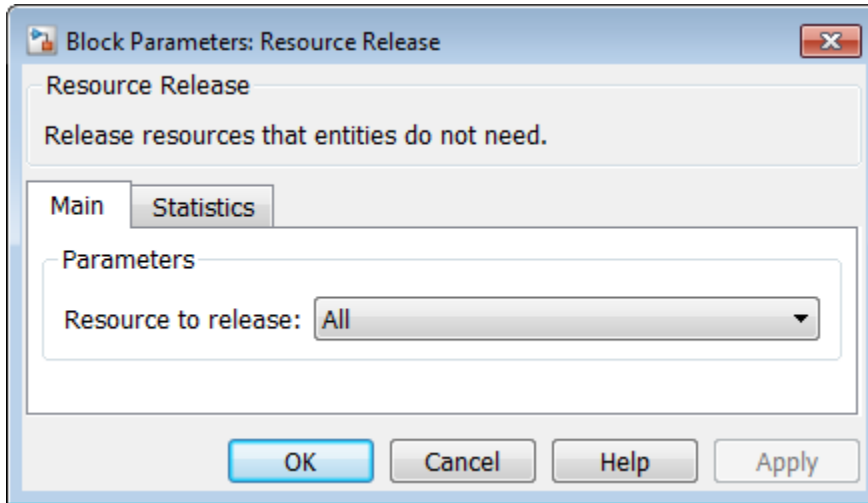 Block Parameters: Resource Release
Resource Release
Release resources that entities do not need.
Main Statistics
Parameters
Resource to release: All
OK Cancel Help Apply